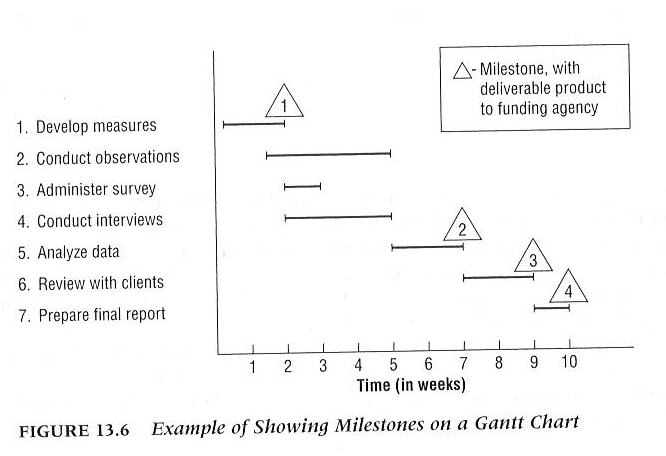 △- Milestone, with
deliverable product
to funding agency
1
1. Develop measures
2. Conduct observations
3. Administer survey
4. Conduct interviews
2
5. Analyze data
3
6. Review with clients
4
7. Prepare final report
1 2 3 4 5 6 7 8 9 10
Time (in weeks)
FIGURE 13.6 Example of Showing Milestones on a Gantt Chart